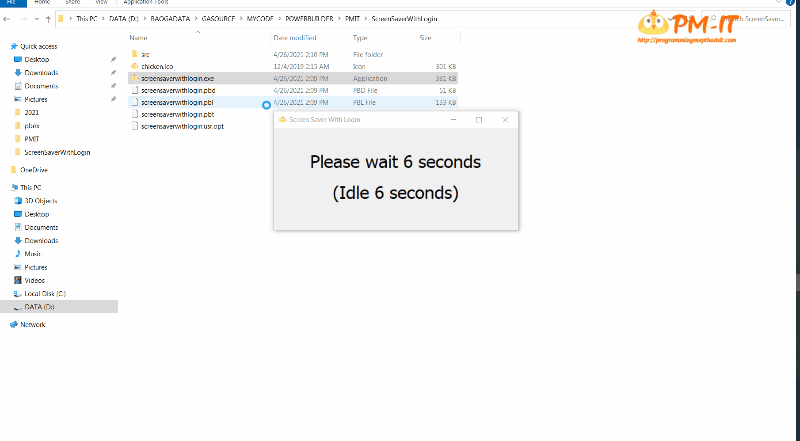 File Home Share View Application Tools
This PC > DATA (D:) > BAOGADATA > GASOURCE > MYCODE > POWERBUILDER > PMIT > ScreenSaverWithLogin
PM-IT
http://programmingmethodsit.com
Name Date modified Type Size
Quick access
Desktop
Downloads
Documents
Pictures
2021
pbex
PMIT
ScreenSaverWithLogin
OneDrive
This PC
3D Objects
Desktop
Documents
Downloads
Music
Pictures
Videos
Local Disk (C:)
DATA (D:)
Network
src 4/26/2021 2:10 PM File folder
chicken.ico 12/4/2019 2:15 AM Icon 301 KB
screensaverwithlogin.exe 4/26/2021 2:09 PM Application 331 KB
screensaverwithlogin.pbd 4/26/2021 2:09 PM PBD File 51 KB
screensaverwithlogin.pbl 4/26/2021 2:09 PM PBL File 133 KB
screensaverwithlogin.pbt
screensaverwithlogin.usr.opt
Screen Saver With Login
Please wait 6 seconds
(Idle 6 seconds)